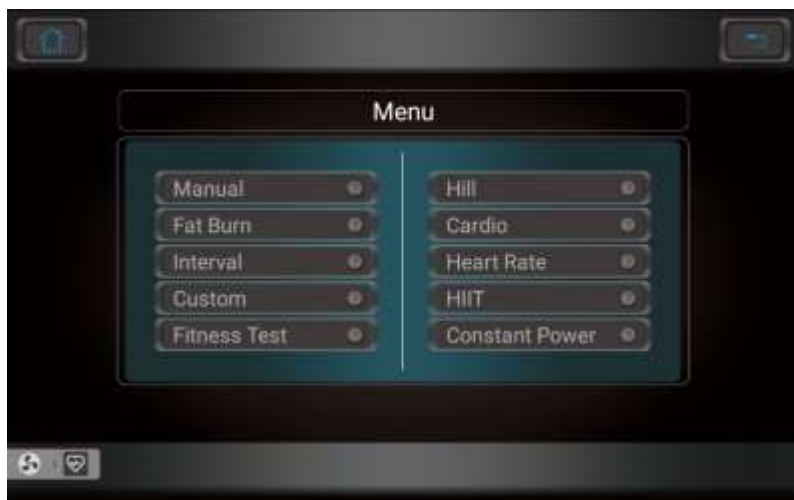 Menu
Manual
Fat Burn
Interval
Custom
Fitness Test
Hill
Cardio
Heart Rate
HIIT
Constant Power